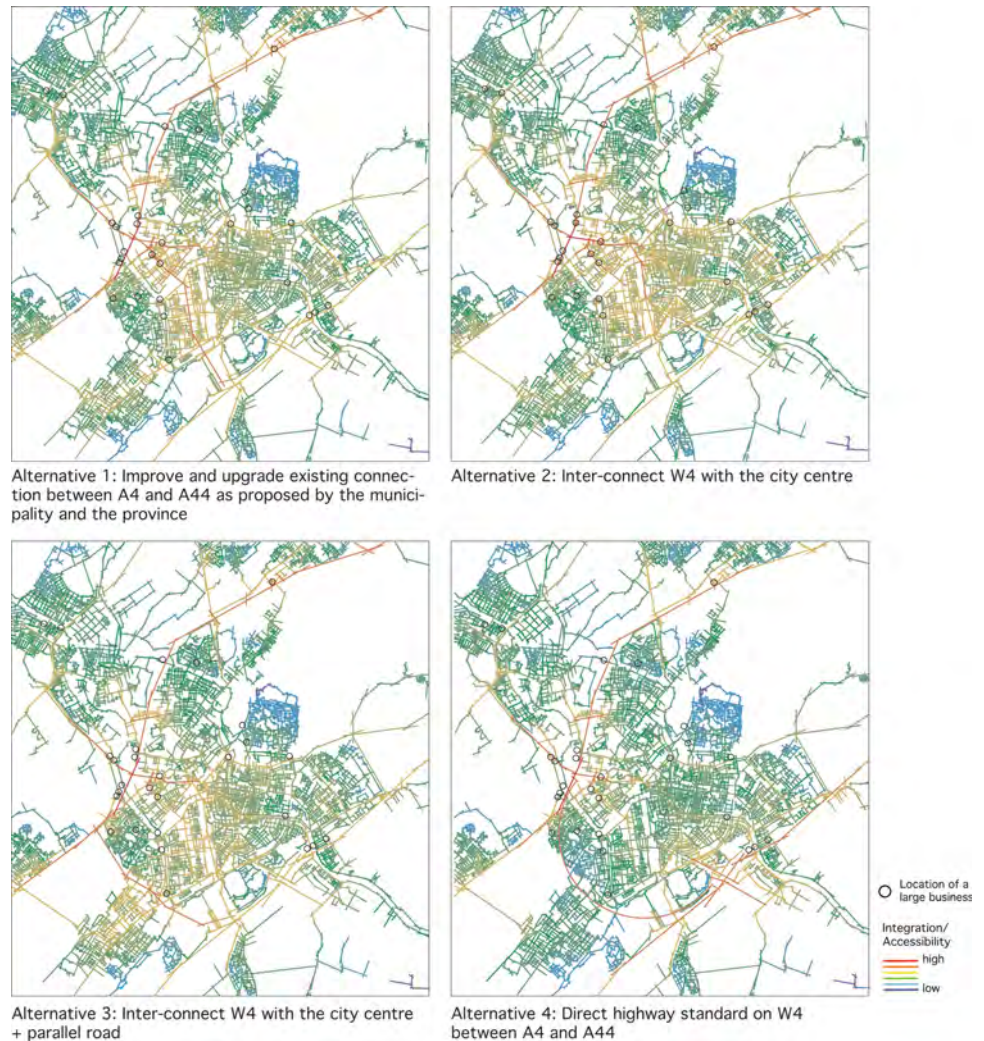 Alternative 1: Improve and upgrade existing connec-
tion between A4 and A44 as proposed by the munici-
pality and the province
Alternative 2: Inter-connect W4 with the city centre
Alternative 3: Inter-connect W4 with the city centre
+ parallel road
Alternative 4: Direct highway standard on W4
between A4 and A44
Location of a
large business
Integration/
Accessibility
high
low